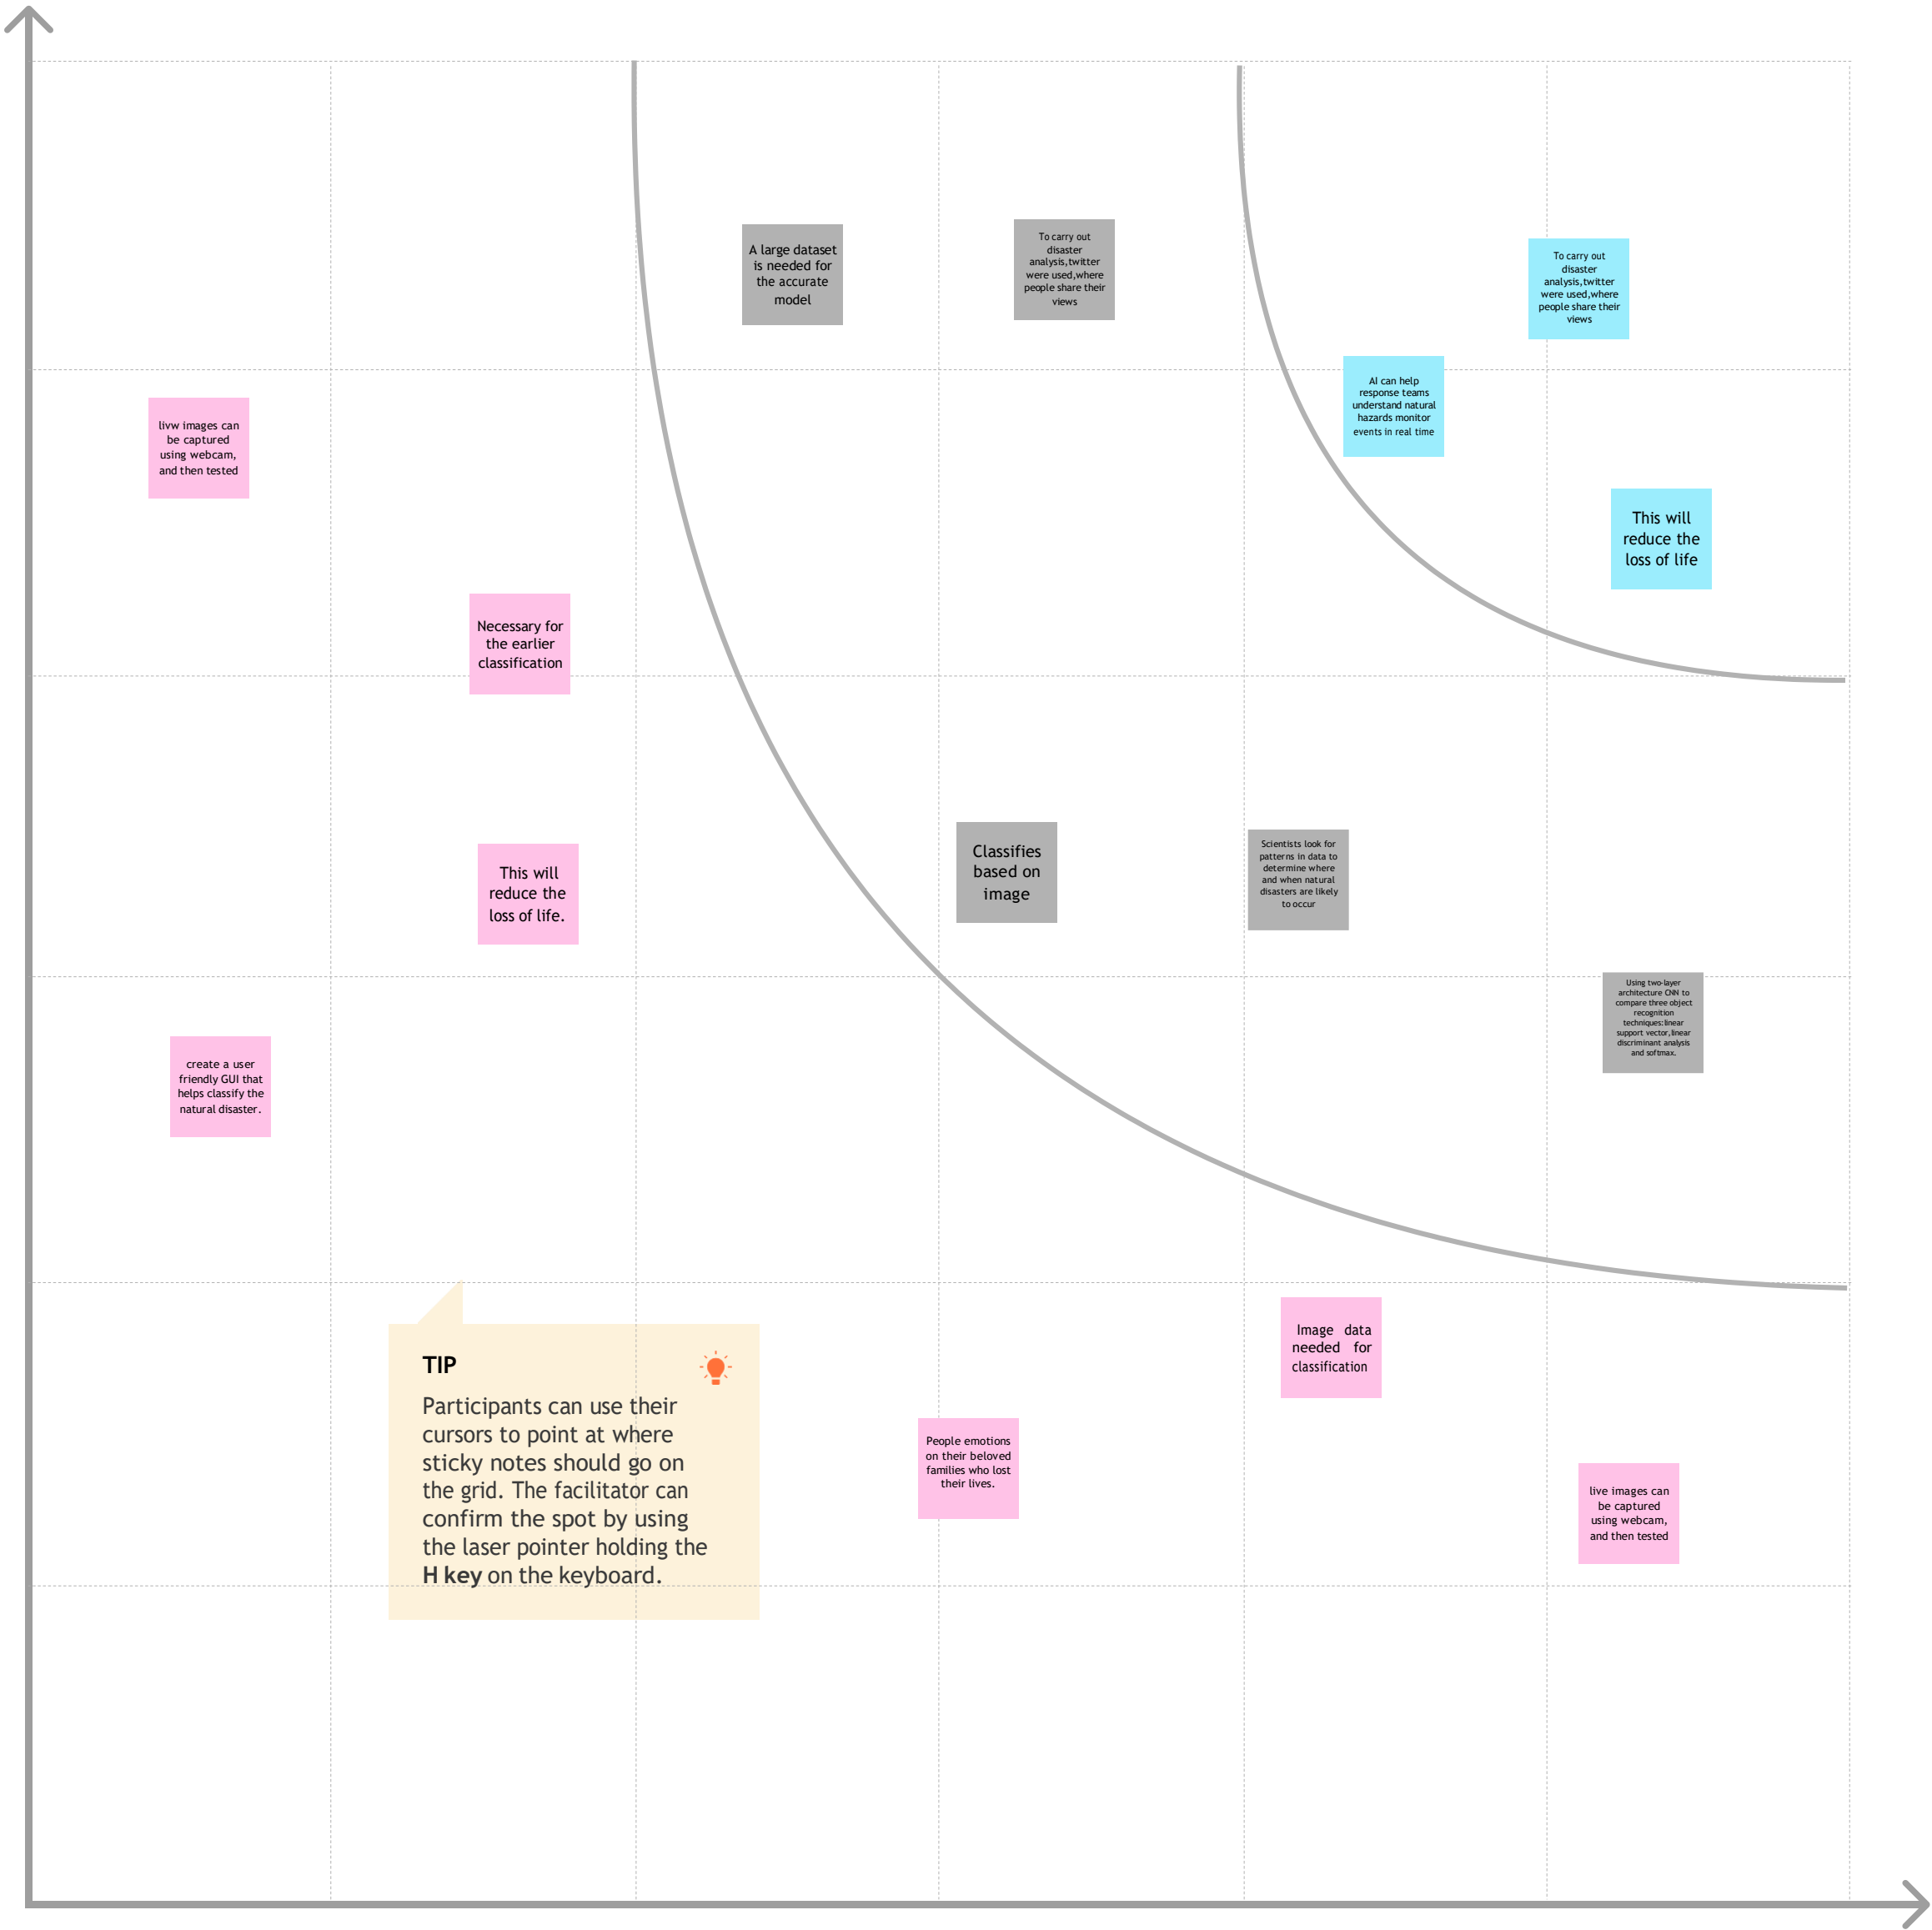 A large dataset
is needed for
the accurate
model
To carry out
disaster
analysis,twitter
were used,where
people share their
views
To carry out
disaster
analysis,twitter
were used,where
people share their
views
AI can help
response teams
understand natural
hazards monitor
events in real time
livw images can
be captured
using webcam,
and then tested
This will
reduce the
loss of life
Necessary for
the earlier
classification
Classifies
based on
image
Scientists look for
patterns in data to
determine where
and when natural
disasters are likely
to occur
This will
reduce the
loss of life.
Using two-layer
architecture CNN to
compare three object
recognition
techniques:linear
support vector,linear
discriminant analysis
and softmax.
create a user
friendly GUI that
helps classify the
natural disaster.
Image data
needed for
classification
TIP
Participants can use their
cursors to point at where
sticky notes should go on
the grid. The facilitator can
confirm the spot by using
the laser pointer holding the
H key on the keyboard.
People emotions
on their beloved
families who lost
their lives.
live images can
be captured
using webcam,
and then tested